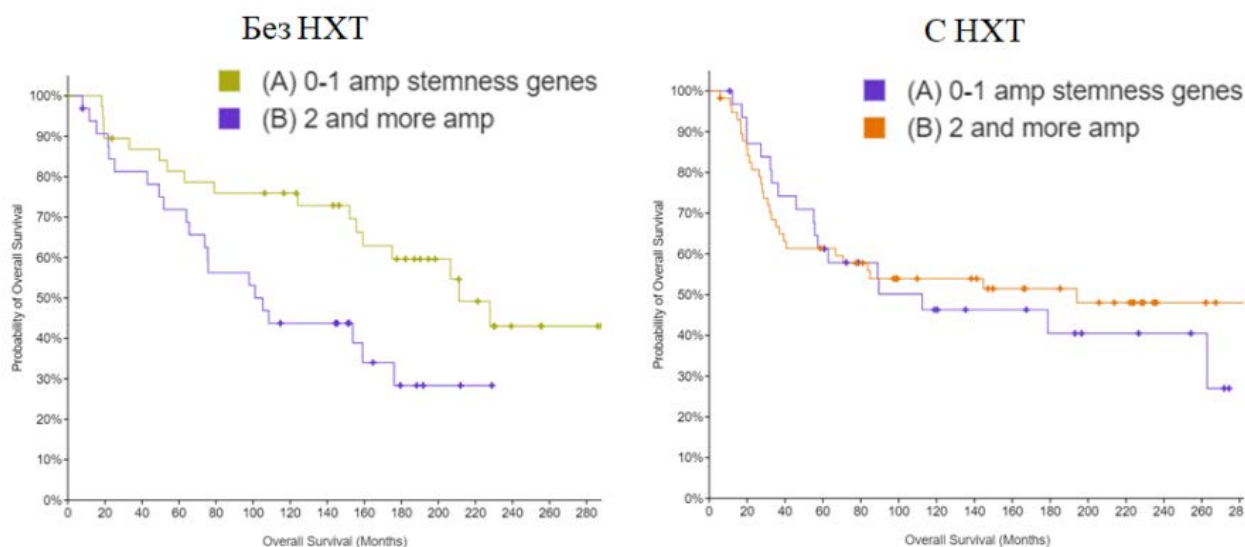 Без НХТ
(A) 0-1 amp stemness genes
(B) 2 and more amp
100%
90%
80%
70%
60%
50%
40%
30%
20%
10%
0%
Probability of Overall Survival
0 20 40 60 80 100 120 140 160 180 200 220 240 260 280
Overall Survival (Months)
С НХТ
(A) 0-1 amp stemness genes
(B) 2 and more amp
100%
90%
80%
70%
60%
50%
40%
30%
20%
10%
0%
Probability of Overall Survival
0 20 40 60 80 100 120 140 160 180 200 220 240 260 28
Overall Survival (Months)